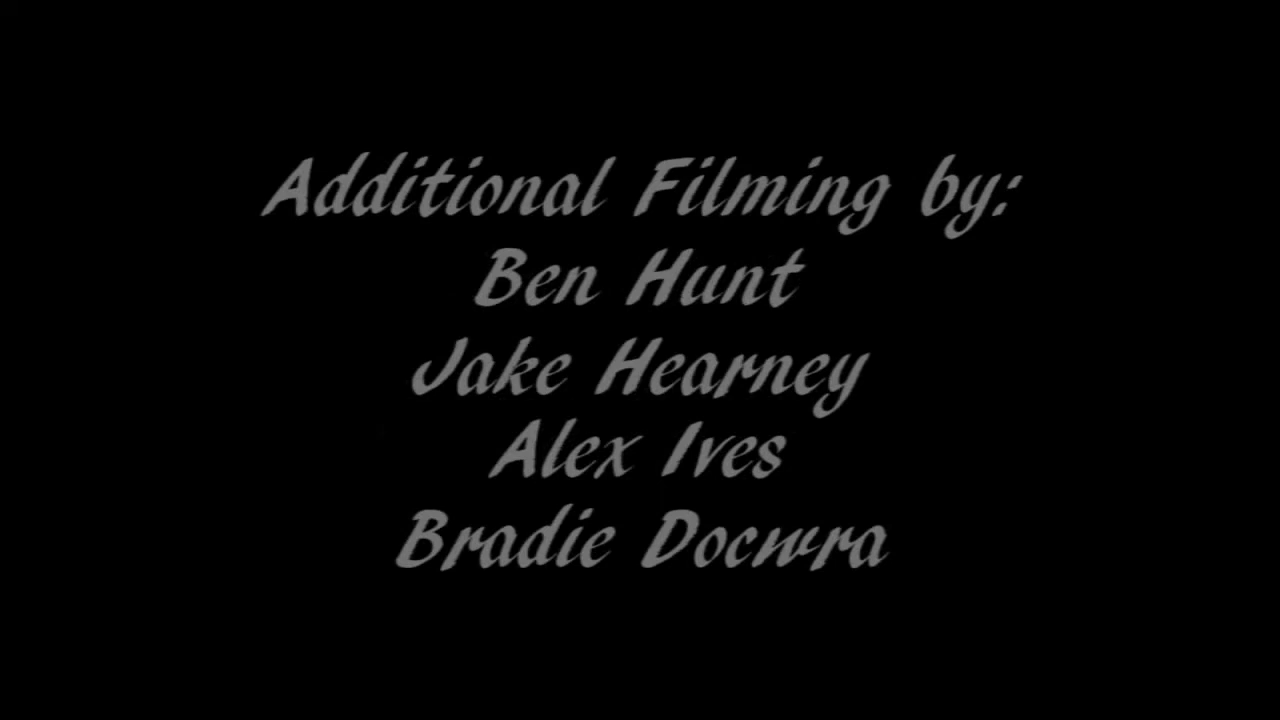 Additional Filming by:
Ben Hunt
Jake Hearney
Alex Ives
Bradie Docwra